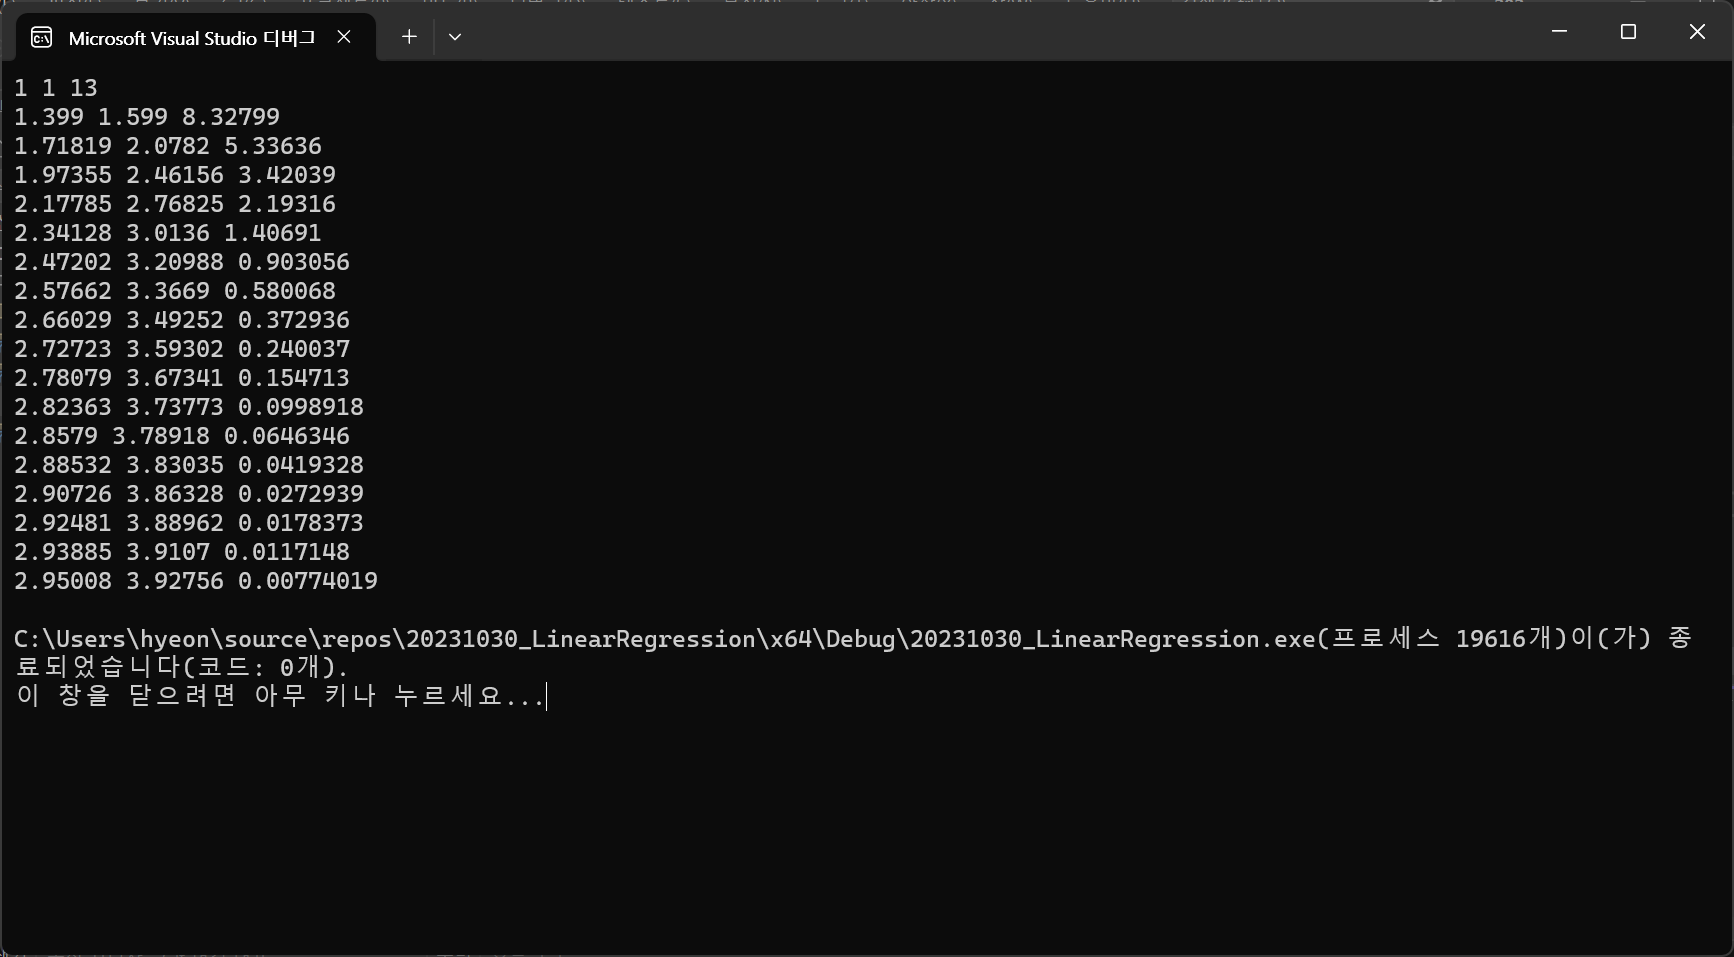 Microsoft Visual Studio 디버그
1 1 13
1.399 1.599 8.32799
1.71819 2.0782 5.33636
1.97355 2.46156 3.42039
2.17785 2.76825 2.19316
2.34128 3.0136 1.40691
2.47202 3.20988 0.903056
2.57662 3.3669 0.580068
2.66029 3.49252 0.372936
2.72723 3.59302 0.240037
2.78079 3.67341 0.154713
2.82363 3.73773 0.0998918
2.8579 3.78918 0.0646346
2.88532 3.83035 0.0419328
2.90726 3.86328 0.0272939
2.92481 3.88962 0.0178373
2.93885 3.9107 0.0117148
2.95008 3.92756 0.00774019
C:\Users\hyeon\source\repos\20231030_LinearRegression\x64\Debug\20231030_LinearRegression.exe(프로세스 19616개)이(가) 종
료되었습니다(코드: 0개).
이 창을 닫으려면 아무 키나 누르세요...